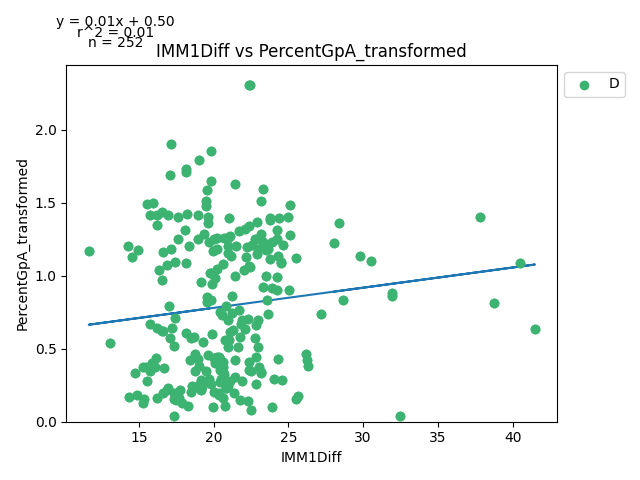 y = 0.01x + 0.50
r^2 = 0.01
n = 252
IMM1Diff vs PercentGpA_transformed
D
PercentGpA_transformed
2.0
1.5
1.0
0.5
0.0
15 20 25 30 35 40
IMM1Diff